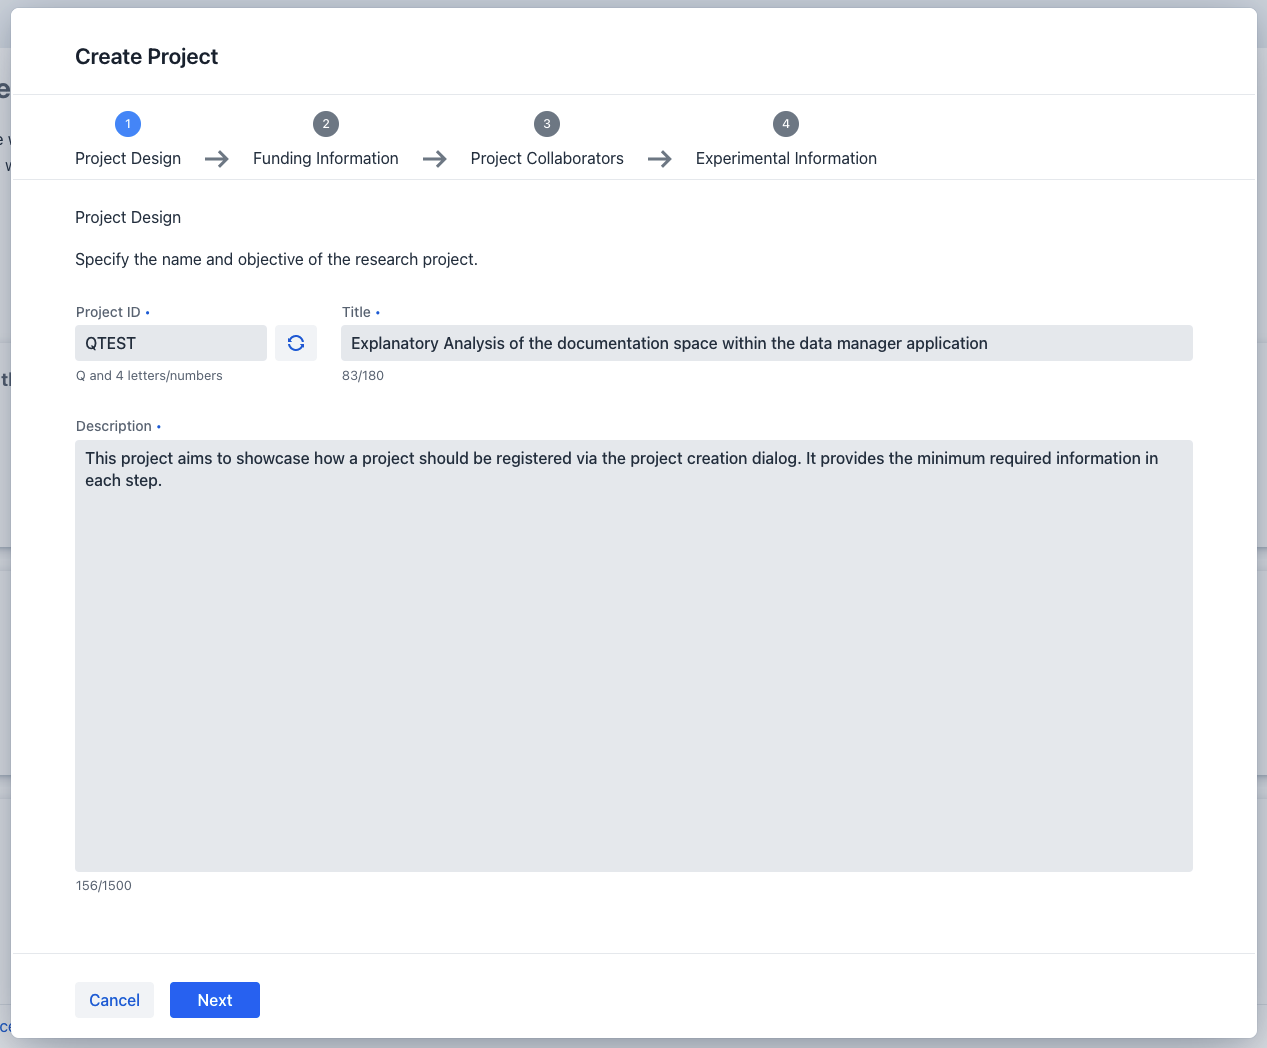 Create Project
1
2
3
4
Project Design
Funding Information
Project Collaborators
Experimental Information
Project Design
Specify the name and objective of the research project.
Project ID •
Title •
QTEST
Explanatory Analysis of the documentation space within the data manager application
Q and 4 letters/numbers
83/180
Description •
This project aims to showcase how a project should be registered via the project creation dialog. It provides the minimum required information in
each step.
156/1500
Cancel
Next